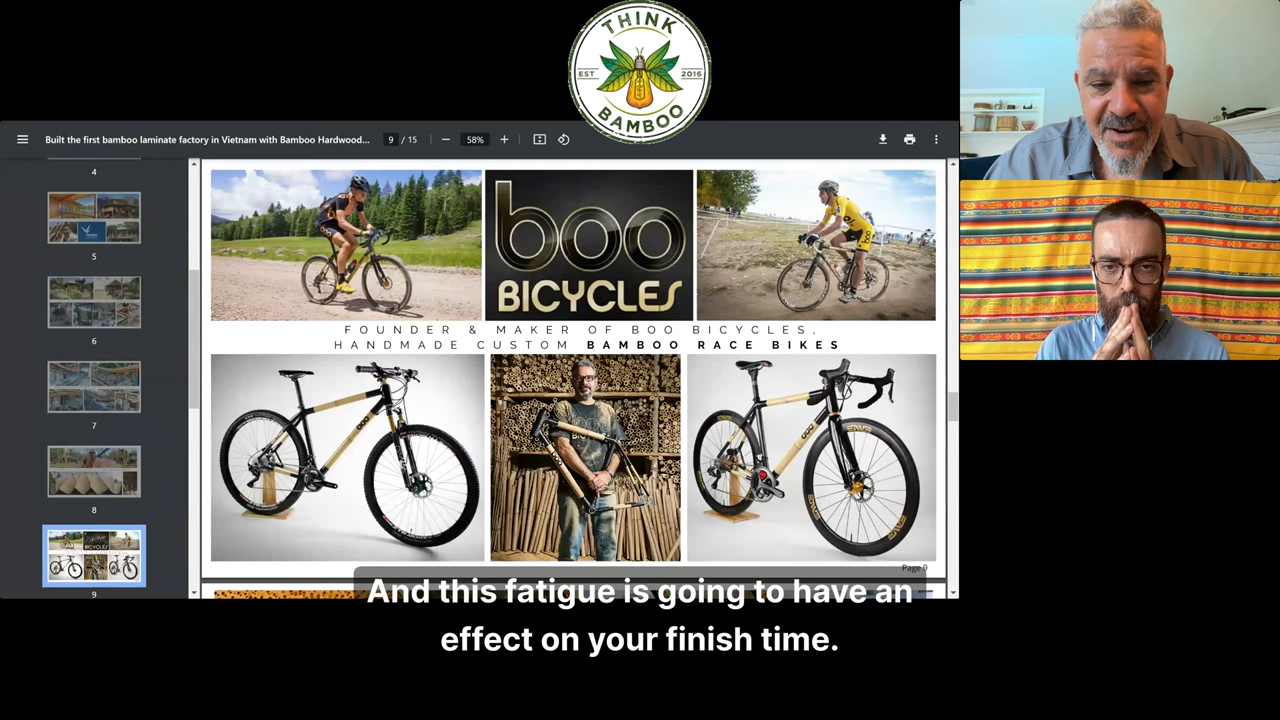 THINK
EST 2016
BAMBOO
Built the first bamboo laminate factory in Vietnam with Bamboo Hardwood...
9 / 15
58%
4
5
6
7
8
9
boo
BICYCLES
FOUNDER & MAKER OF BOO BICYCLES,
HANDMADE CUSTOM BAMBOO RACE BIKES
Page 9
And this fatigue is going to have an
effect on your finish time.